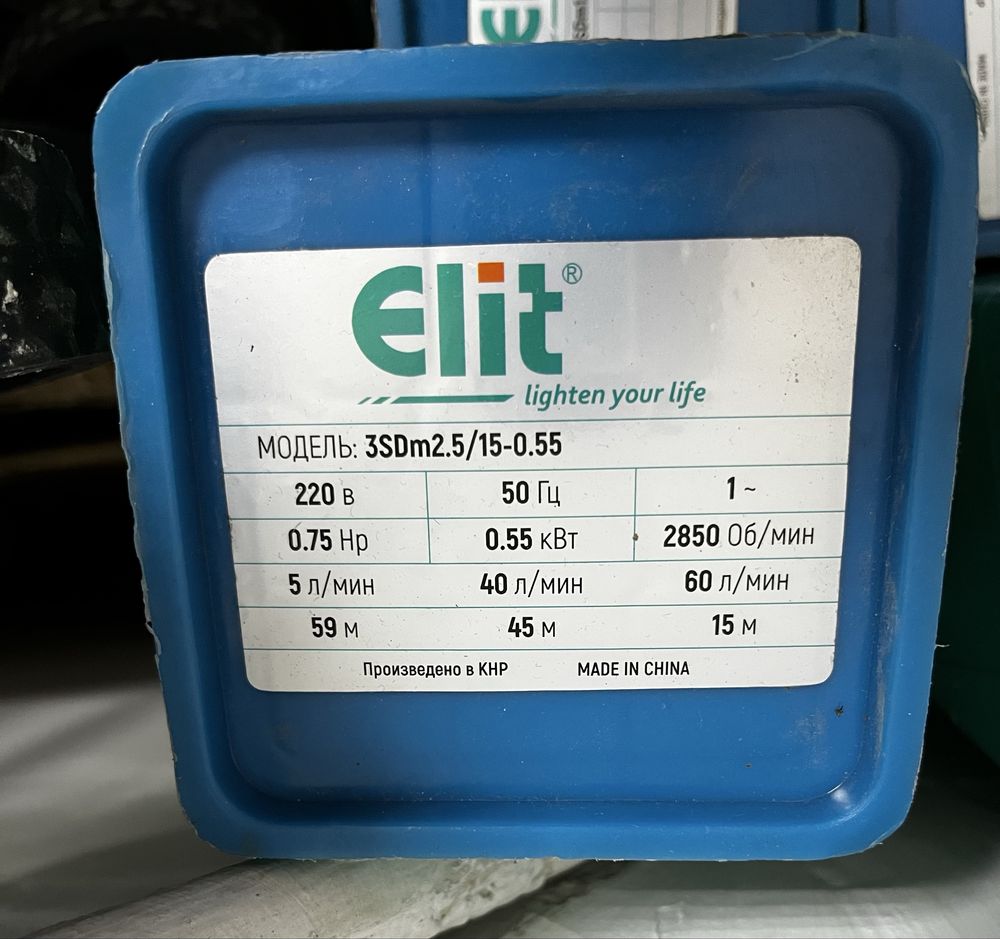 Elit®
lighten your life
МОДЕЛЬ: 3SDm2.5/15-0.55
220 в 50 Гц 1 ~
0.75 Hp 0.55 кВт 2850 Об/мин
5 л/мин 40 л/мин 60 л/мин
59 м 45 м 15 м
Произведено в КНР MADE IN CHINA